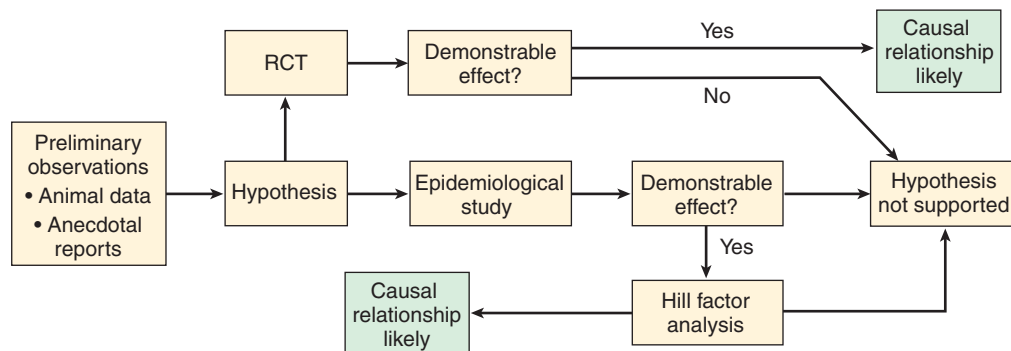 RCT
Demonstrable
effect?
Yes
No
Causal
relationship
likely
Preliminary
observations
• Animal data
• Anecdotal
reports
Hypothesis
Epidemiological
study
Demonstrable
effect?
Hypothesis
not supported
Yes
Causal
relationship
likely
Hill factor
analysis